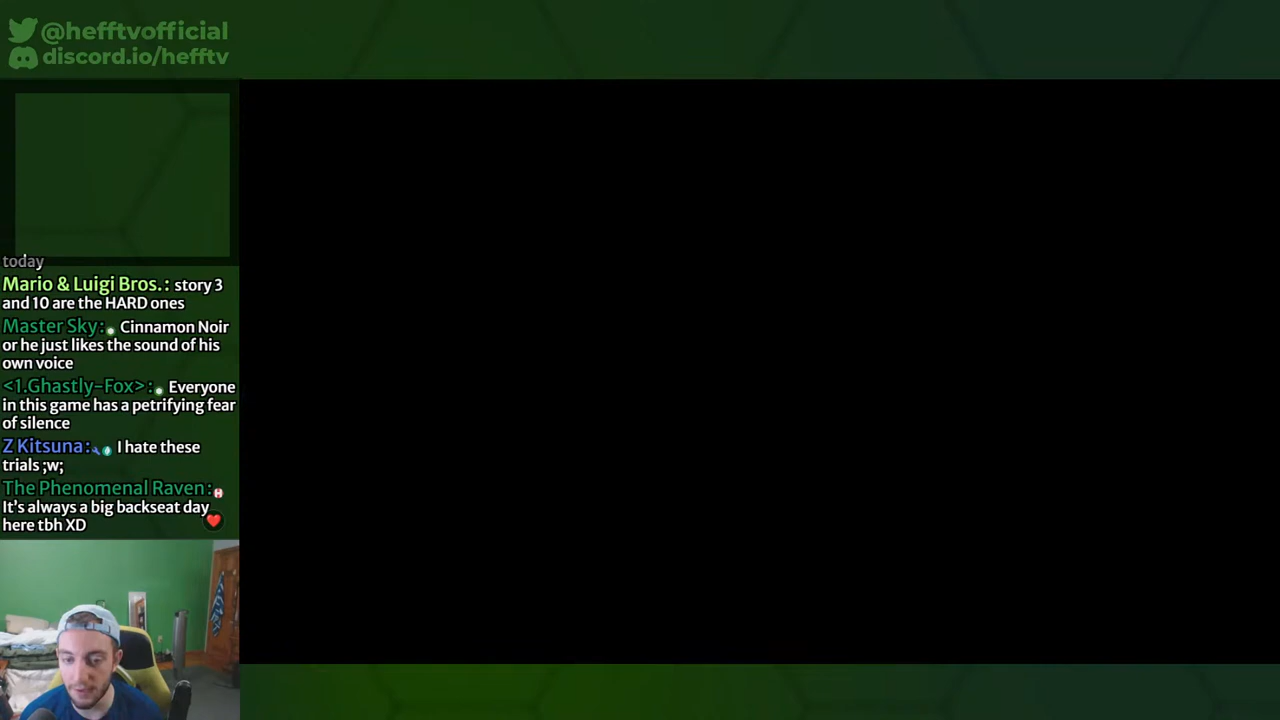 @hefftvofficial
discord.io/hefftv
today
Mario & Luigi Bros.: story 3
and 10 are the HARD ones
Master Sky: Cinnamon Noir
or he just likes the sound of his
own voice
<1.Ghastly-Fox>: Everyone
in this game has a petrifying fear
of silence
Z Kitsuna: I hate these
trials ;w;
The Phenomenal Raven:
It's always a big backseat day
here tbh XD